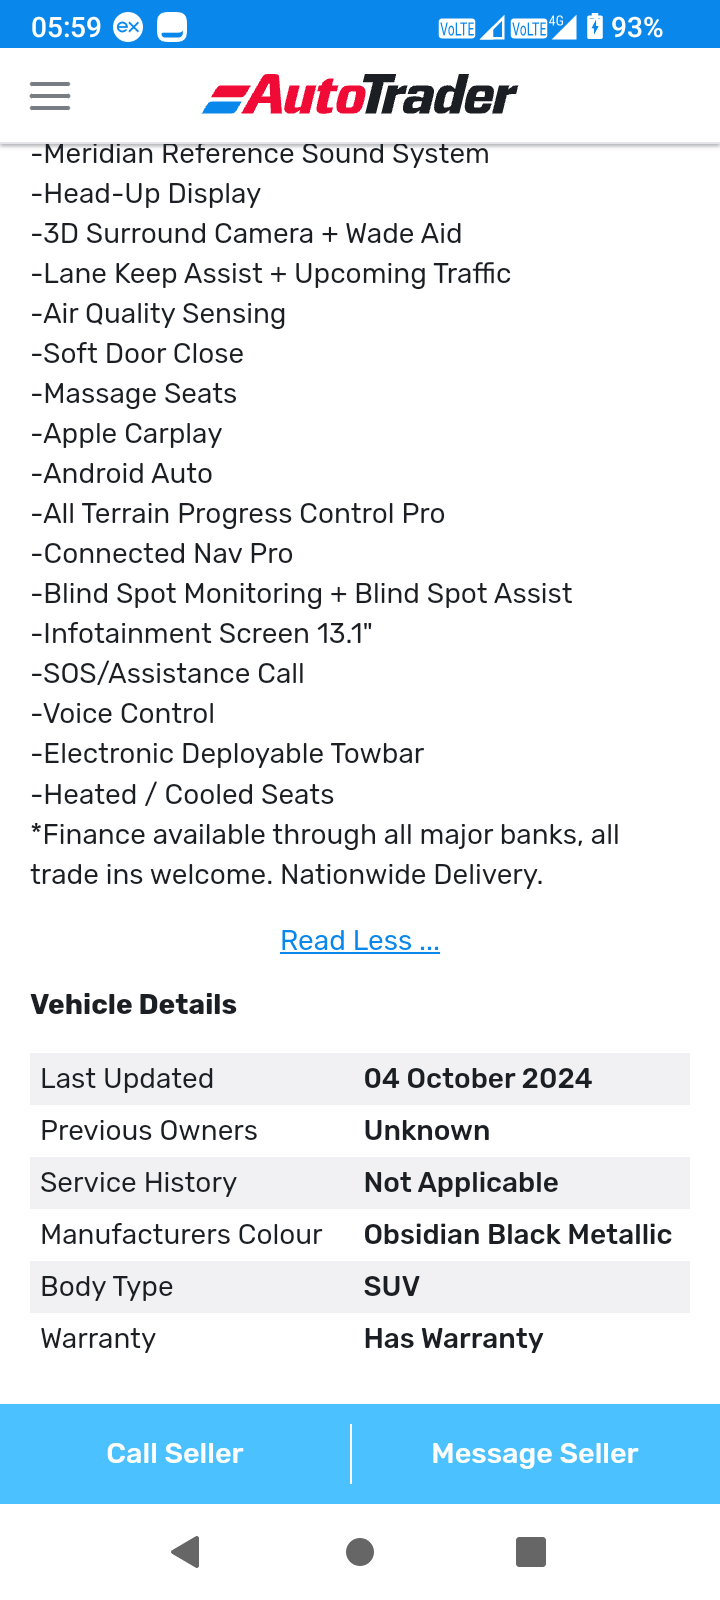 05:59 ex VoLTE VoLTE 4G 93%
AutoTrader
-Meridian Reference Sound System
-Head-Up Display
-3D Surround Camera + Wade Aid
-Lane Keep Assist + Upcoming Traffic
-Air Quality Sensing
-Soft Door Close
-Massage Seats
-Apple Carplay
-Android Auto
-All Terrain Progress Control Pro
-Connected Nav Pro
-Blind Spot Monitoring + Blind Spot Assist
-Infotainment Screen 13.1"
-SOS/Assistance Call
-Voice Control
-Electronic Deployable Towbar
-Heated / Cooled Seats
*Finance available through all major banks, all
trade ins welcome. Nationwide Delivery.
Read Less ...
Vehicle Details
Last Updated 04 October 2024
Previous Owners Unknown
Service History Not Applicable
Manufacturers Colour Obsidian Black Metallic
Body Type SUV
Warranty Has Warranty
Call Seller Message Seller